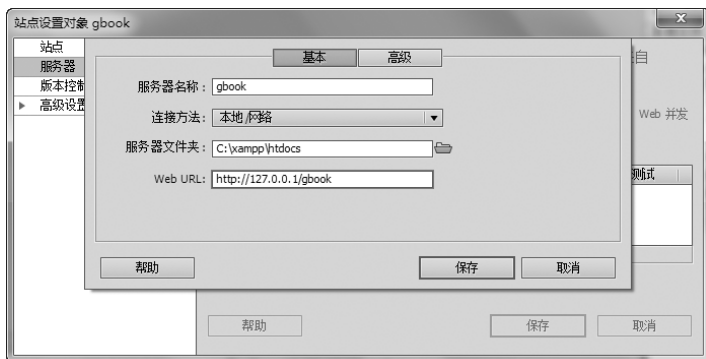 站点设置对象 gbook
站点
服务器
版本控制
高级设置
基本
高级
服务器名称: gbook
连接方法: 本地/网络
服务器文件夹: C:\xampp\htdocs
Web URL: http://127.0.0.1/gbook
帮助
保存
取消
自
Web 并发
测试
帮助
保存
取消